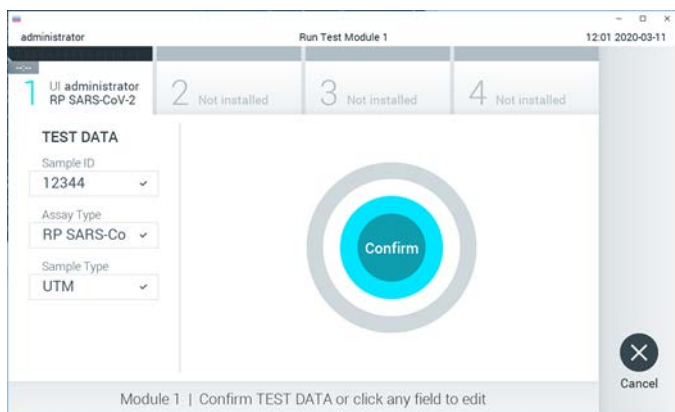 administrator Run Test Module 1 12:01 2020-03-11
--:--
1 UI administrator 2 Not installed 3 Not installed 4 Not installed
RP SARS-CoV-2
TEST DATA
Sample ID
12344
Assay Type
RP SARS-Co
Sample Type
UTM
Confirm
Cancel
Module 1 | Confirm TEST DATA or click any field to edit